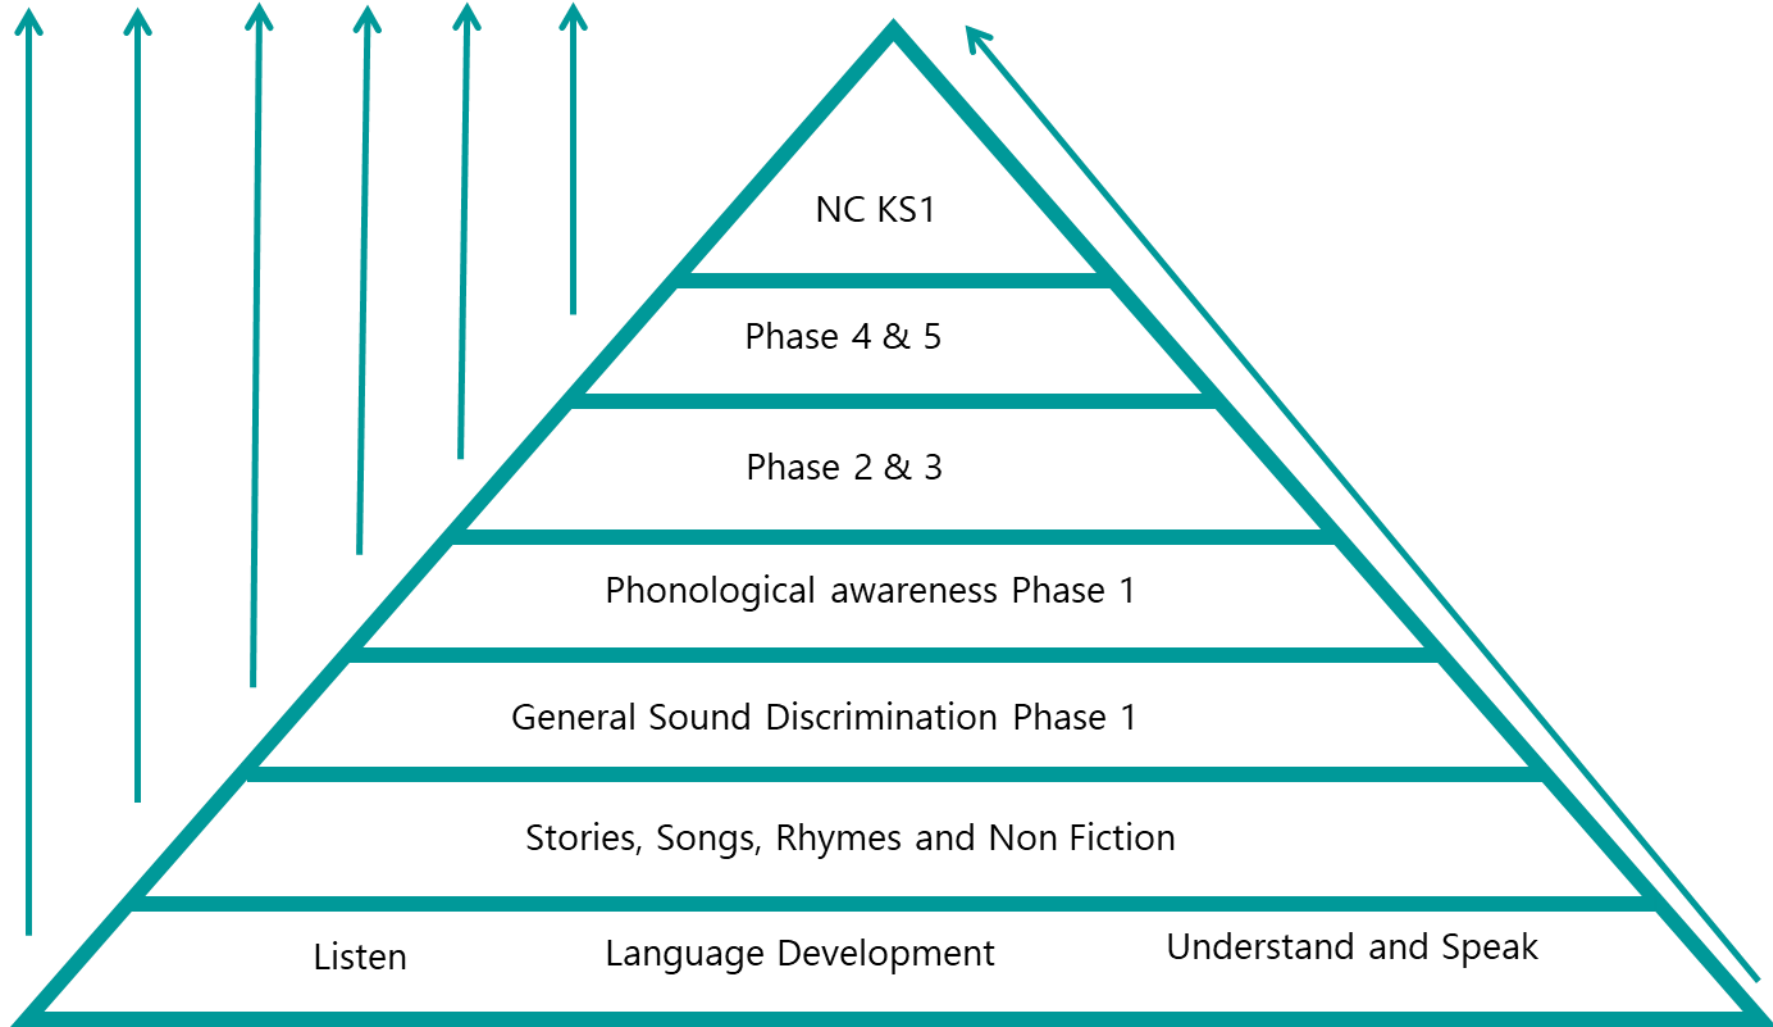 NC KS1
Phase 4 & 5
Phase 2 & 3
Phonological awareness Phase 1
General Sound Discrimination Phase 1
Stories, Songs, Rhymes and Non Fiction
Listen Language Development Understand and Speak